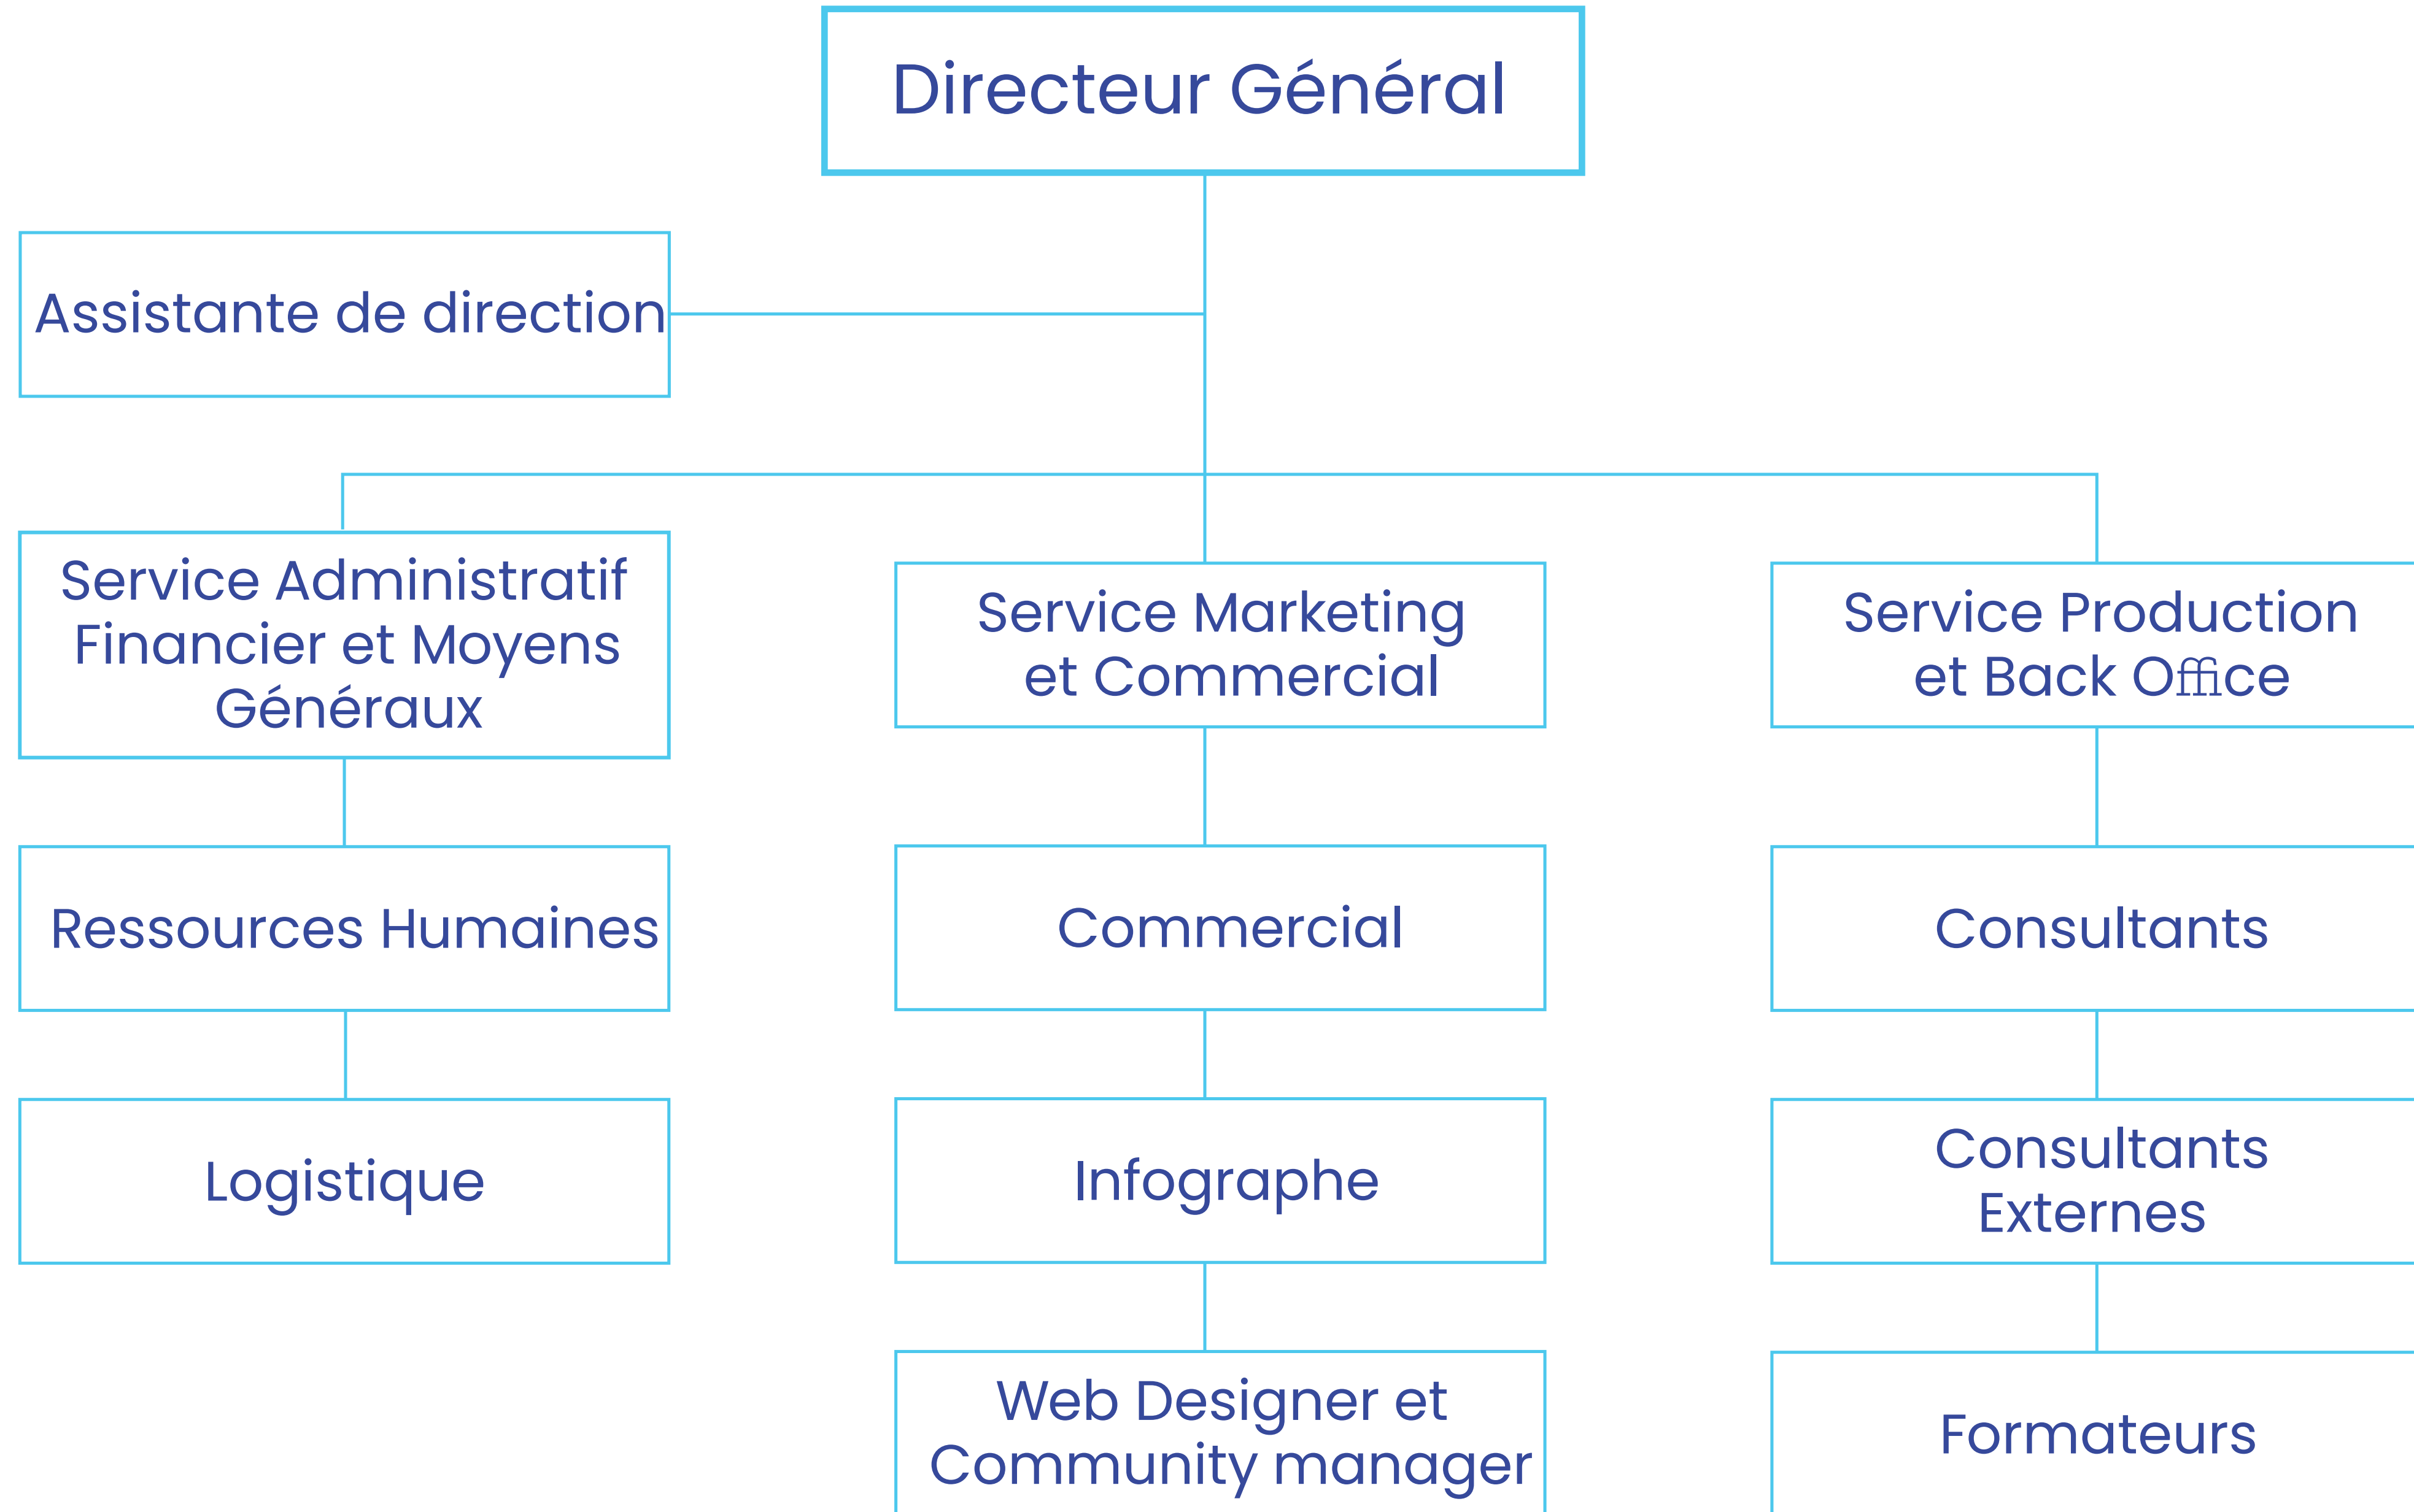 Directeur Général
Assistante de direction
Service Administratif
Financier et Moyens
Généraux
Service Marketing
et Commercial
Service Production
et Back Office
Ressources Humaines
Commercial
Consultants
Logistique
Infographe
Consultants
Externes
Web Designer et
Community manager
Formateurs